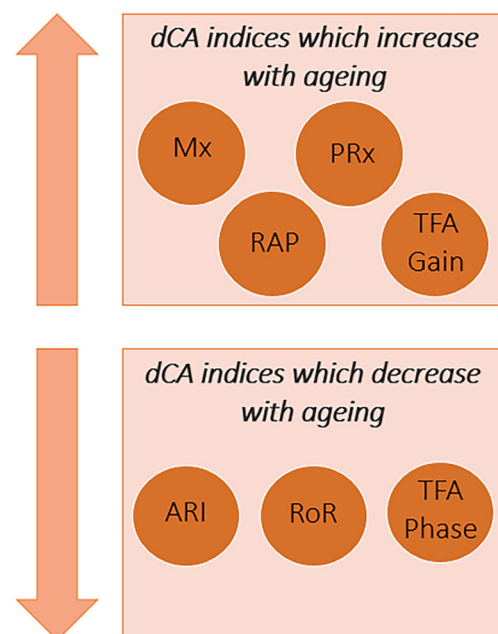 dCA indices which increase
with ageing
Mx
PRx
RAP
TFA
Gain
dCA indices which decrease
with ageing
ARI
RoR
TFA
Phase